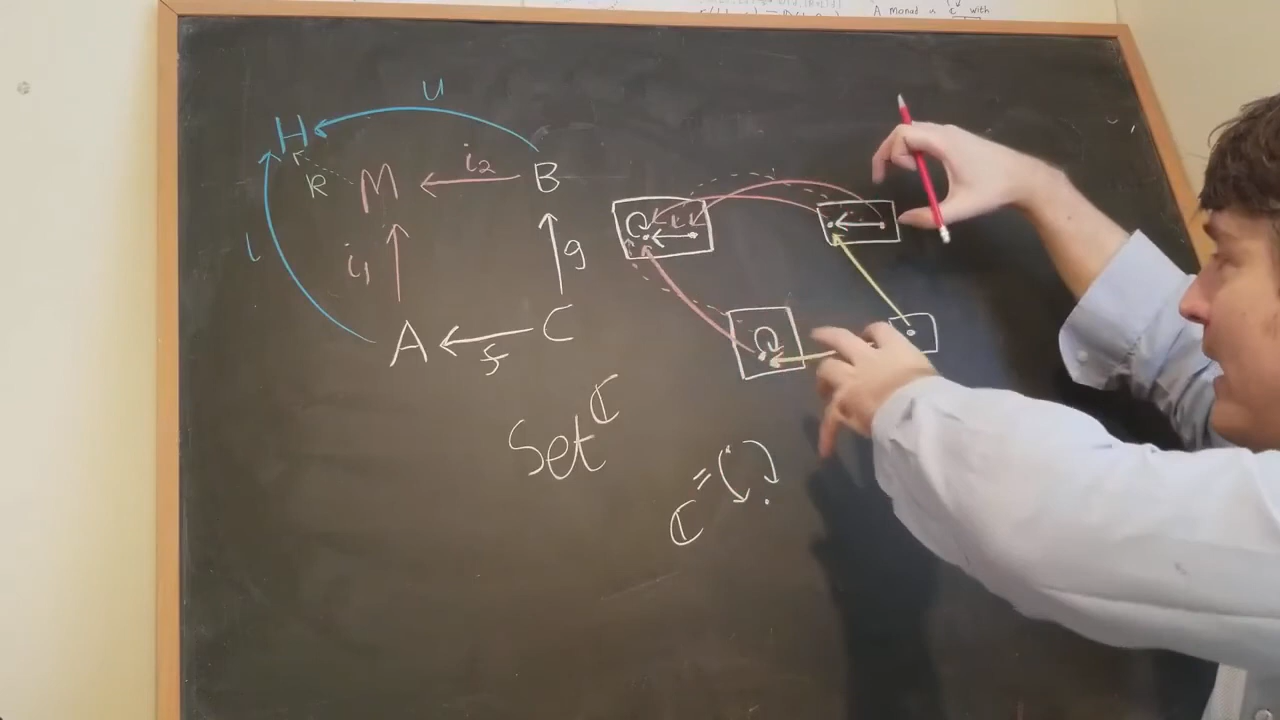 A monad in ℂ with
U
H
R
M
i₂
B
l
i₁
g
A
f
C
Set^ℂ
ℂ =